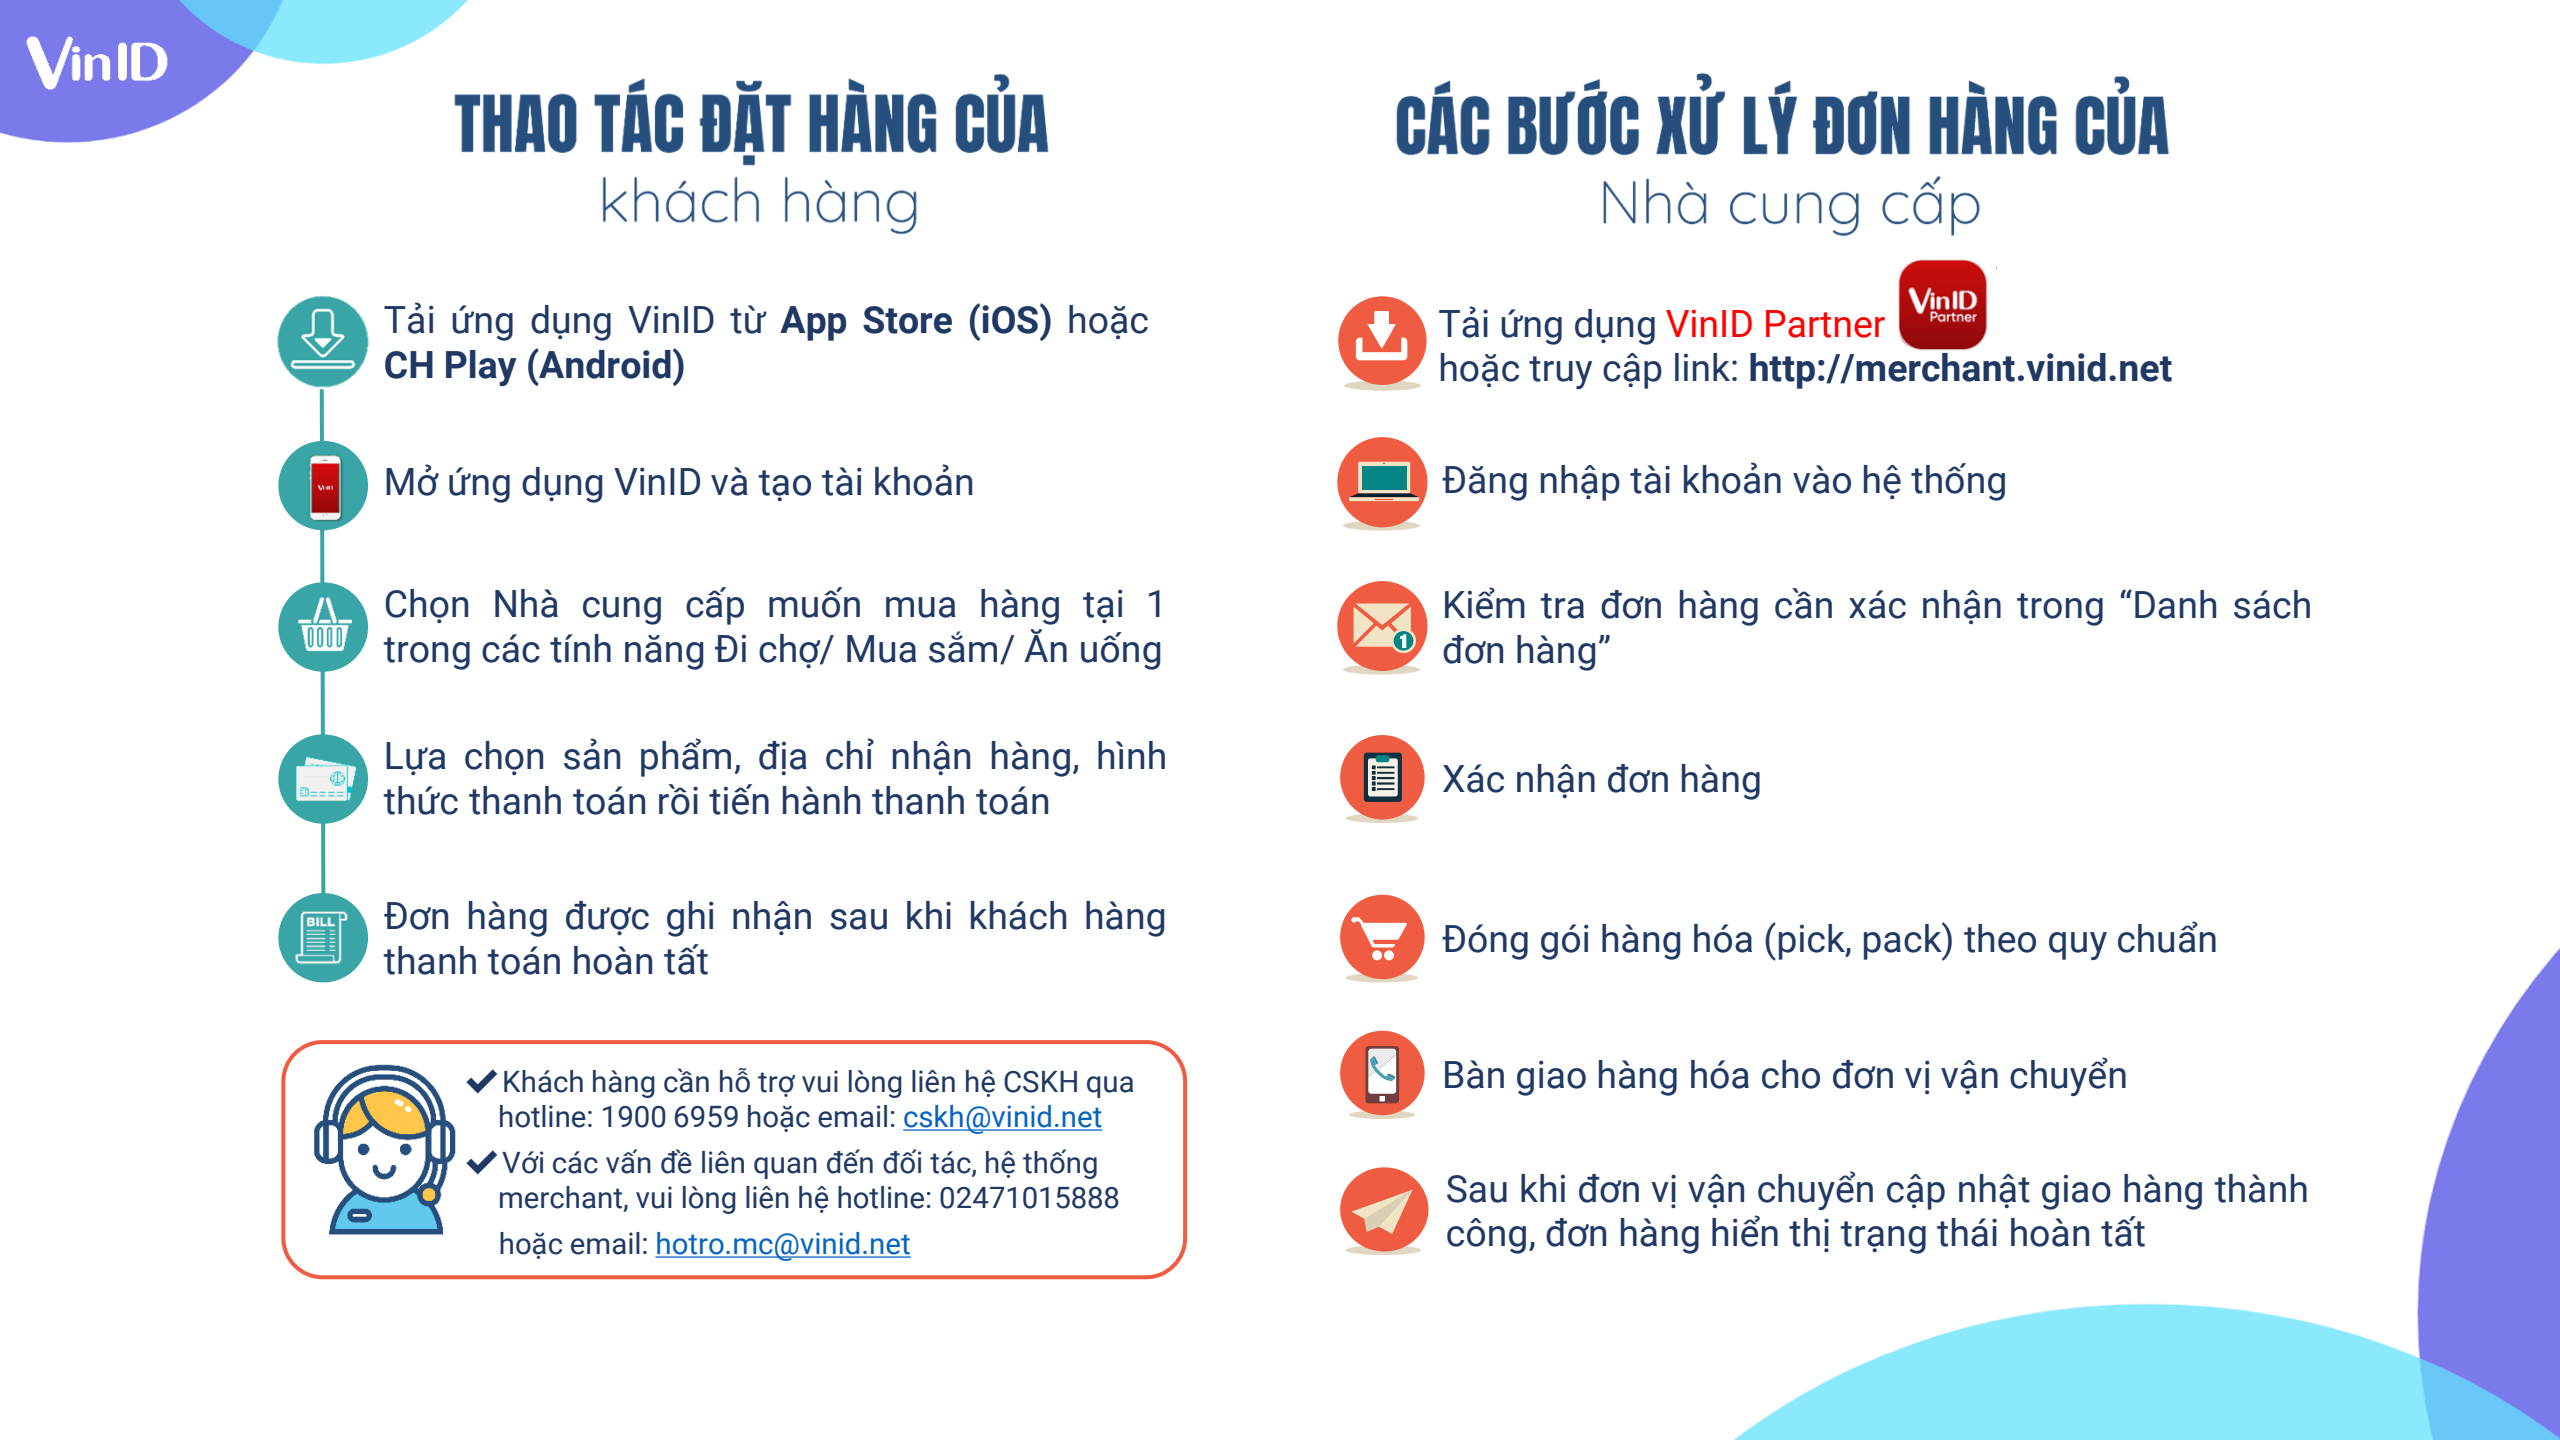 VinID
THAO TÁC ĐẶT HÀNG CỦA
khách hàng
Tải ứng dụng VinID từ App Store (iOS) hoặc
CH Play (Android)
Mở ứng dụng VinID và tạo tài khoản
Chọn Nhà cung cấp muốn mua hàng tại 1
trong các tính năng Đi chợ/ Mua sắm/ Ăn uống
Lựa chọn sản phẩm, địa chỉ nhận hàng, hình
thức thanh toán rồi tiến hành thanh toán
BILL
Đơn hàng được ghi nhận sau khi khách hàng
thanh toán hoàn tất
Khách hàng cần hỗ trợ vui lòng liên hệ CSKH qua
hotline: 1900 6959 hoặc email: cskh@vinid.net
Với các vấn đề liên quan đến đối tác, hệ thống
merchant, vui lòng liên hệ hotline: 02471015888
hoặc email: hotro.mc@vinid.net
CÁC BƯỚC XỬ LÝ ĐƠN HÀNG CỦA
Nhà cung cấp
Tải ứng dụng VinID Partner
VinID
Partner
hoặc truy cập link: http://merchant.vinid.net
Đăng nhập tài khoản vào hệ thống
1
Kiểm tra đơn hàng cần xác nhận trong “Danh sách
đơn hàng”
Xác nhận đơn hàng
Đóng gói hàng hóa (pick, pack) theo quy chuẩn
Bàn giao hàng hóa cho đơn vị vận chuyển
Sau khi đơn vị vận chuyển cập nhật giao hàng thành
công, đơn hàng hiển thị trạng thái hoàn tất